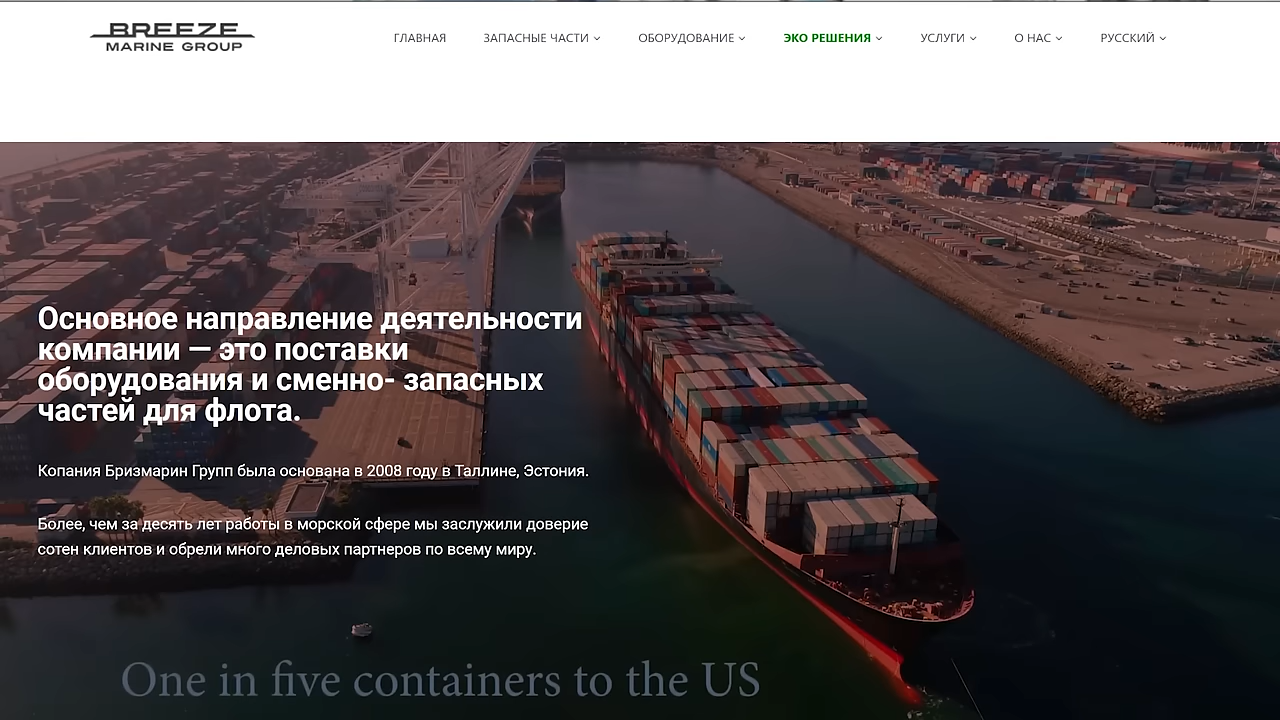 BREEZE
MARINE GROUP
ГЛАВНАЯ ЗАПАСНЫЕ ЧАСТИ ОБОРУДОВАНИЕ ЭКО РЕШЕНИЯ УСЛУГИ О НАС РУССКИЙ
Основное направление деятельности
компании — это поставки
оборудования и сменно- запасных
частей для флота.
Копания Бризмарин Групп была основана в 2008 году в Таллине, Эстония.
Более, чем за десять лет работы в морской сфере мы заслужили доверие
сотен клиентов и обрели много деловых партнеров по всему миру.
One in five containers to the US